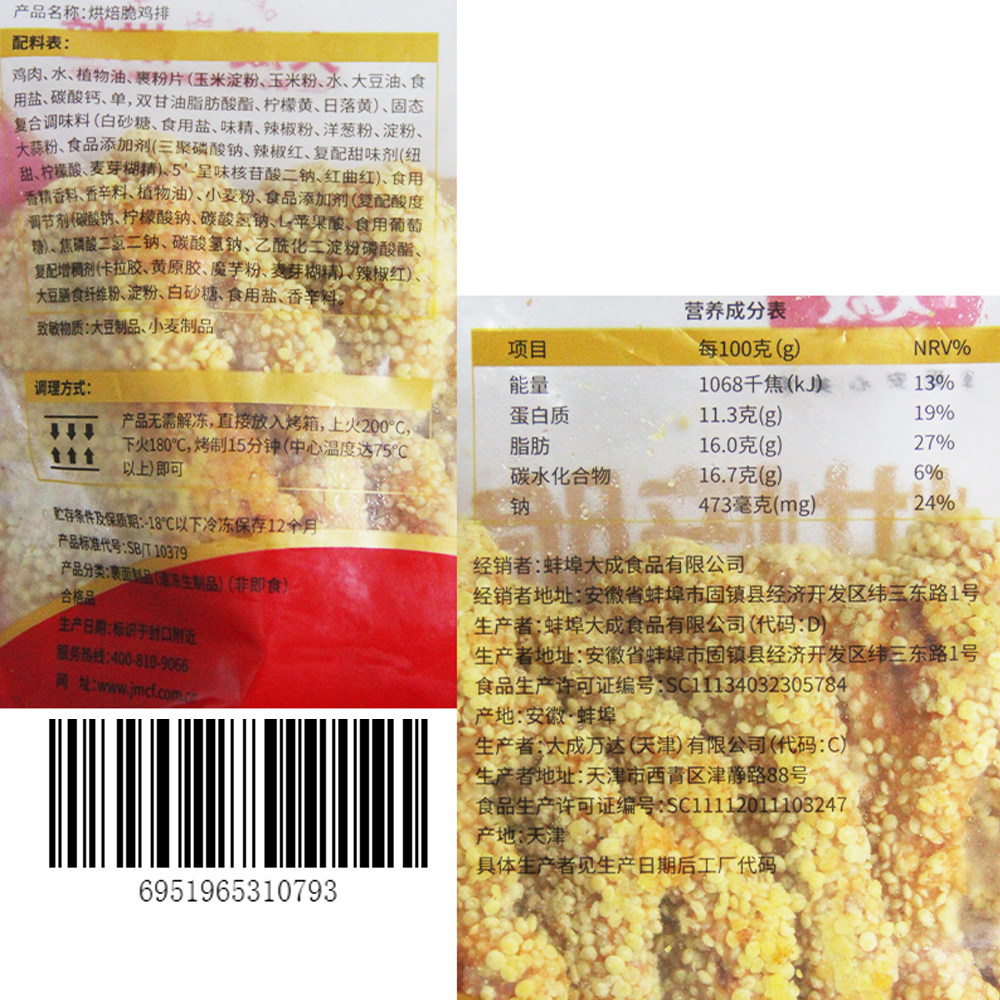 产品名称：烘焙脆鸡排
配料表：
鸡肉、水、植物油、裹粉片（玉米淀粉、玉米粉、水、大豆油、食
用盐、碳酸钙、单，双甘油脂肪酸酯、柠檬黄、日落黄）、固态
复合调味料（白砂糖、食用盐、味精、辣椒粉、洋葱粉、淀粉、
大蒜粉、食品添加剂(三聚磷酸钠、辣椒红、复配甜味剂(纽
甜、柠檬酸、麦芽糊精)、5'-呈味核苷酸二钠、红曲红)、食用
香精香料、香辛料、植物油）、小麦粉、食品添加剂(复配酸度
调节剂(碳酸钠、柠檬酸钠、碳酸氢钠、L-苹果酸、食用葡萄
糖)、焦磷酸二氢二钠、碳酸氢钠、乙酰化二淀粉磷酸酯、
复配增稠剂(卡拉胶、黄原胶、魔芋粉、麦芽糊精)、辣椒红）、
大豆膳食纤维粉、淀粉、白砂糖、食用盐、香辛料。
致敏物质：大豆制品、小麦制品
调理方式：
产品无需解冻，直接放入烤箱，上火200℃，
下火180℃，烤制15分钟（中心温度达75℃
以上）即可
贮存条件及保质期：-18℃以下冷冻保存12个月
产品标准代号：SB/T 10379
产品分类：裹面制品（速冻生制品）（非即食）
合格品
生产日期：标识于封口附近
服务热线：400-810-9066
网 址：www.jmcf.com.cn
6951965310793
营养成分表
项目 每100克(g) NRV%
能量 1068千焦(kJ) 13%
蛋白质 11.3克(g) 19%
脂肪 16.0克(g) 27%
碳水化合物 16.7克(g) 6%
钠 473毫克(mg) 24%
经销者：蚌埠大成食品有限公司
经销者地址：安徽省蚌埠市固镇县经济开发区纬三东路1号
生产者：蚌埠大成食品有限公司（代码：D）
生产者地址：安徽省蚌埠市固镇县经济开发区纬三东路1号
食品生产许可证编号：SC11134032305784
产地：安徽·蚌埠
生产者：大成万达（天津）有限公司（代码：C）
生产者地址：天津市西青区津静路88号
食品生产许可证编号：SC11112011103247
产地：天津
具体生产者见生产日期后工厂代码